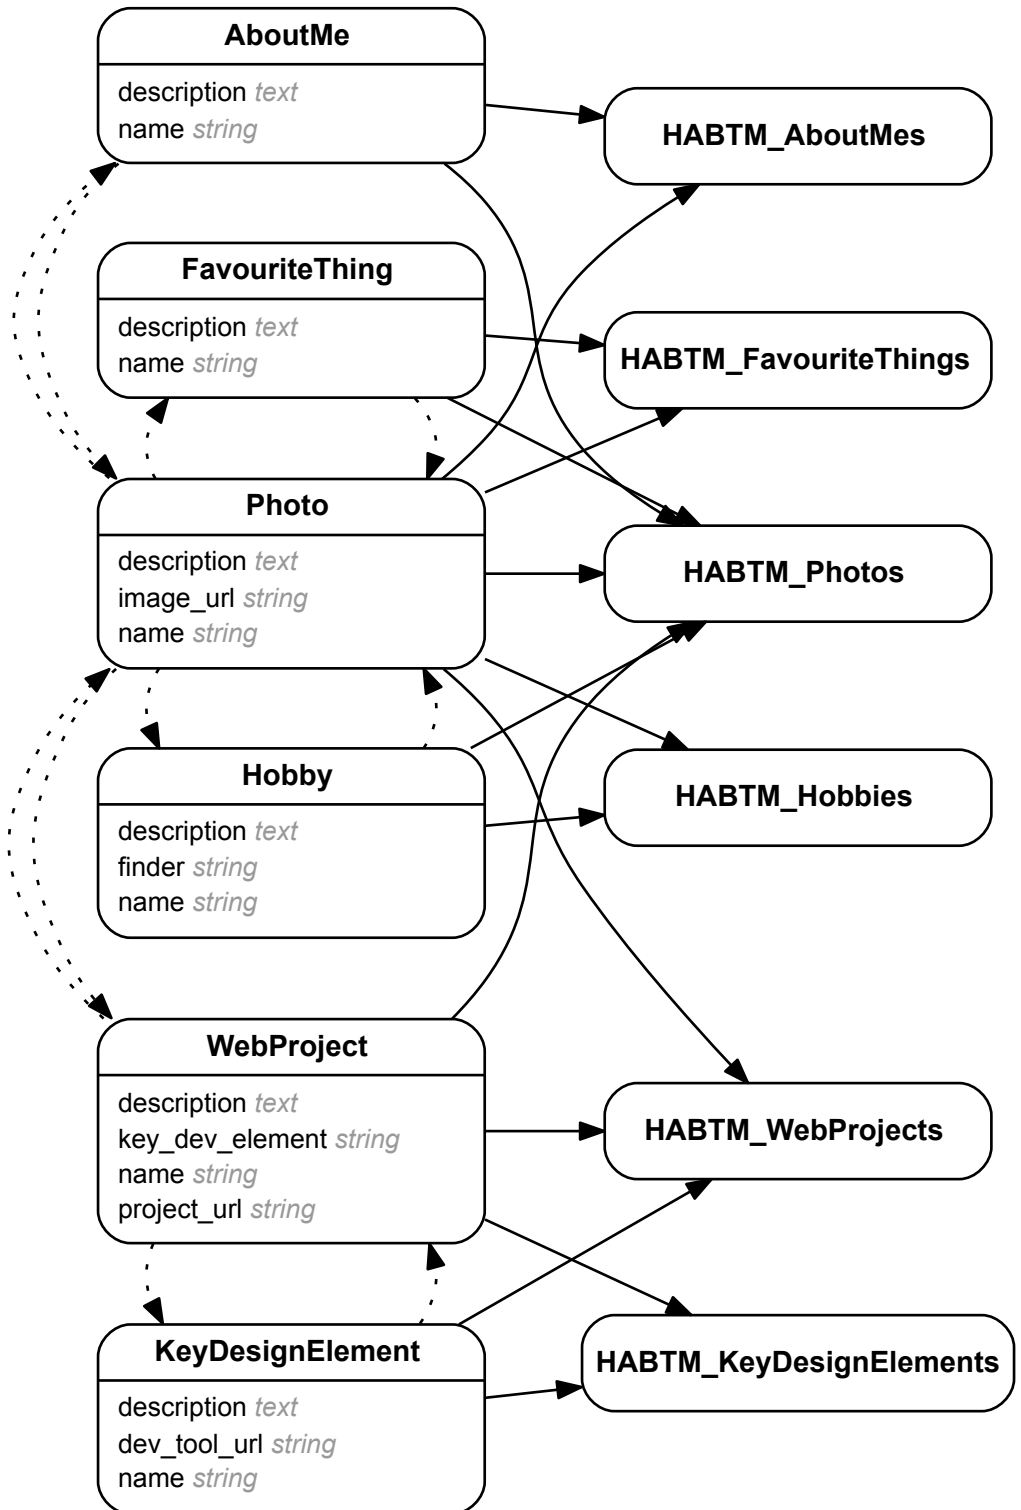 AboutMe
description text
name string
HABTM_AboutMes
FavouriteThing
description text
name string
HABTM_FavouriteThings
Photo
description text
image_url string
name string
HABTM_Photos
Hobby
description text
finder string
name string
HABTM_Hobbies
WebProject
description text
key_dev_element string
name string
project_url string
HABTM_WebProjects
KeyDesignElement
description text
dev_tool_url string
name string
HABTM_KeyDesignElements